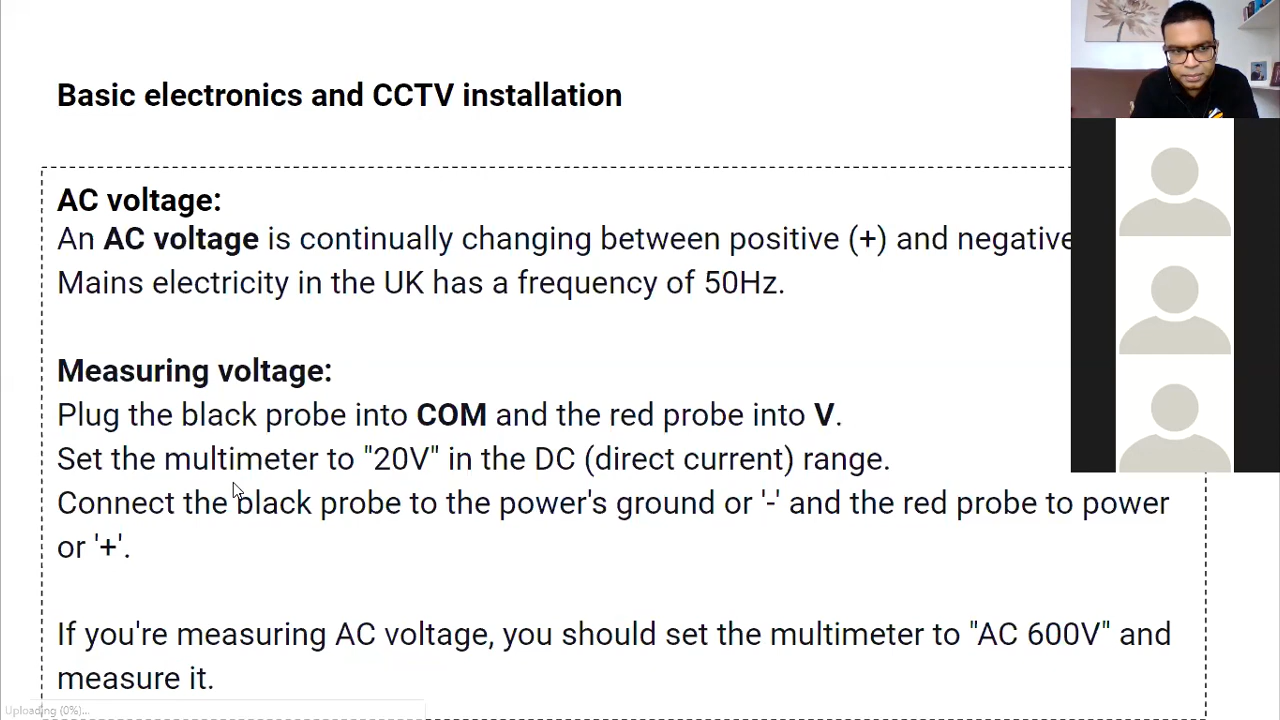 Basic electronics and CCTV installation
AC voltage:
An AC voltage is continually changing between positive (+) and negative
Mains electricity in the UK has a frequency of 50Hz.
Measuring voltage:
Plug the black probe into COM and the red probe into V.
Set the multimeter to "20V" in the DC (direct current) range.
Connect the black probe to the power's ground or '-' and the red probe to power
or '+'.
If you're measuring AC voltage, you should set the multimeter to "AC 600V" and
measure it.
Uploading (0%)...